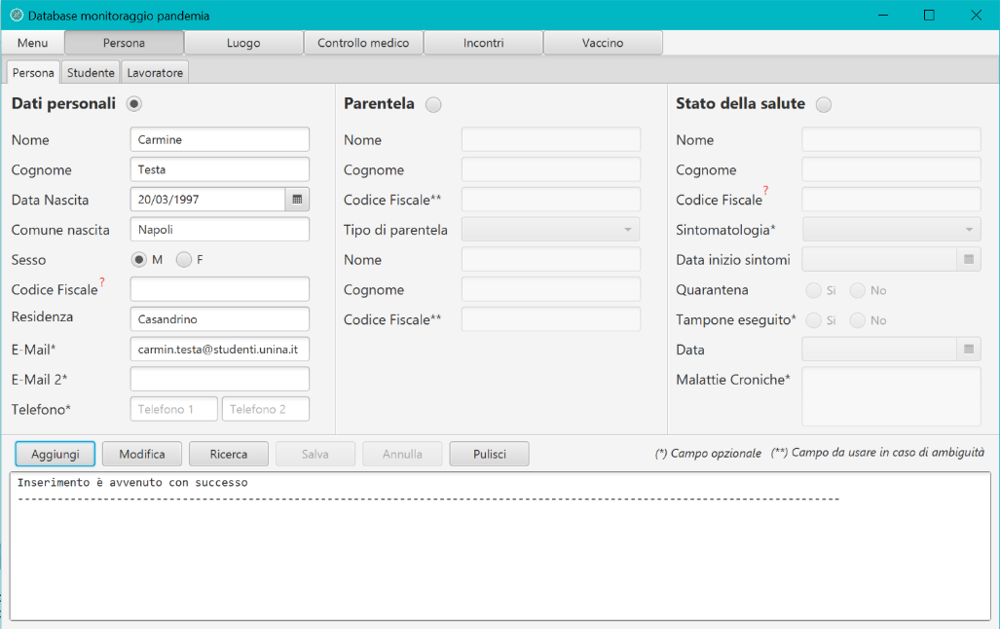 Database monitoraggio pandemia
Menu Persona Luogo Controllo medico Incontri Vaccino
Persona Studente Lavoratore
Dati personali
Nome Carmine
Cognome Testa
Data Nascita 20/03/1997
Comune nascita Napoli
Sesso M F
Codice Fiscale?
Residenza Casandrino
E-Mail* carmin.testa@studenti.unina.it
E-Mail 2*
Telefono* Telefono 1 Telefono 2
Parentela
Nome
Cognome
Codice Fiscale**
Tipo di parentela
Nome
Cognome
Codice Fiscale**
Stato della salute
Nome
Cognome
Codice Fiscale?
Sintomatologia*
Data inizio sintomi
Quarantena Si No
Tampone eseguito* Si No
Data
Malattie Croniche*
Aggiungi Modifica Ricerca Salva Annulla Pulisci (*) Campo opzionale (**) Campo da usare in caso di ambiguità
Inserimento è avvenuto con successo
-----------------------------------------------------------------------------------------------------------------------------